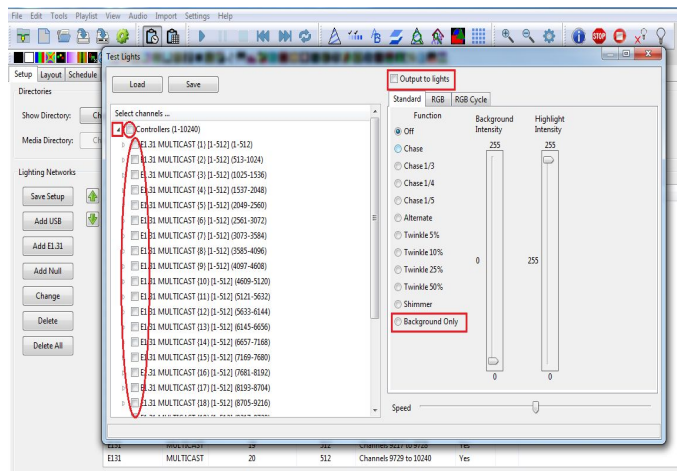 File Edit Tools Playlist View Audio Import Settings Help
STOP
Test Lights
Setup Layout Schedule
Directories
Show Directory: Ch
Media Directory: Ch
Lighting Networks
Save Setup
Add USB
Add E1.31
Add Null
Change
Delete
Delete All
Load Save
Select channels ...
Controllers (1-10240)
E1.31 MULTICAST {1} [1-512] (1-512)
E1.31 MULTICAST {2} [1-512] (513-1024)
E1.31 MULTICAST {3} [1-512] (1025-1536)
E1.31 MULTICAST {4} [1-512] (1537-2048)
E1.31 MULTICAST {5} [1-512] (2049-2560)
E1.31 MULTICAST {6} [1-512] (2561-3072)
E1.31 MULTICAST {7} [1-512] (3073-3584)
E1.31 MULTICAST {8} [1-512] (3585-4096)
E1.31 MULTICAST {9} [1-512] (4097-4608)
E1.31 MULTICAST {10} [1-512] (4609-5120)
E1.31 MULTICAST {11} [1-512] (5121-5632)
E1.31 MULTICAST {12} [1-512] (5633-6144)
E1.31 MULTICAST {13} [1-512] (6145-6656)
E1.31 MULTICAST {14} [1-512] (6657-7168)
E1.31 MULTICAST {15} [1-512] (7169-7680)
E1.31 MULTICAST {16} [1-512] (7681-8192)
E1.31 MULTICAST {17} [1-512] (8193-8704)
E1.31 MULTICAST {18} [1-512] (8705-9216)
Output to lights
Standard RGB RGB Cycle
Function
Off
Chase
Chase 1/3
Chase 1/4
Chase 1/5
Alternate
Twinkle 5%
Twinkle 10%
Twinkle 25%
Twinkle 50%
Shimmer
Background Only
Background
Intensity
255
0
0
Highlight
Intensity
255
255
0
Speed
E131 MULTICAST 19 512 Channels 9217 to 9728 Yes
E131 MULTICAST 20 512 Channels 9729 to 10240 Yes